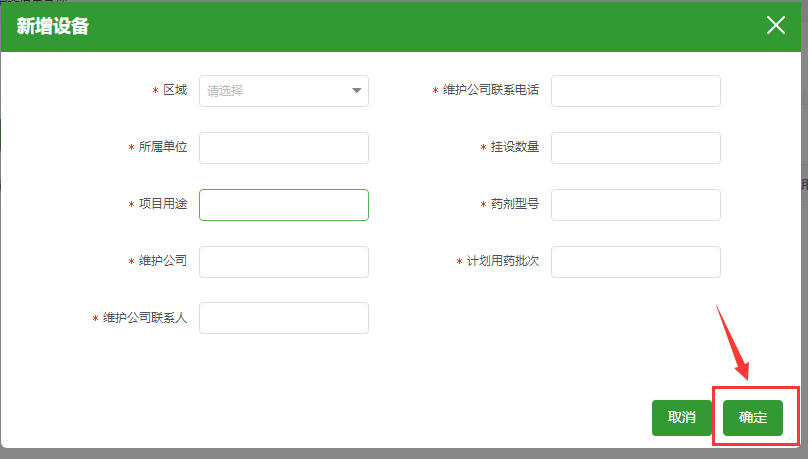 新增设备
* 区域 请选择
* 维护公司联系电话
* 所属单位
* 挂设数量
* 项目用途
* 药剂型号
* 维护公司
* 计划用药批次
* 维护公司联系人
取消 确定